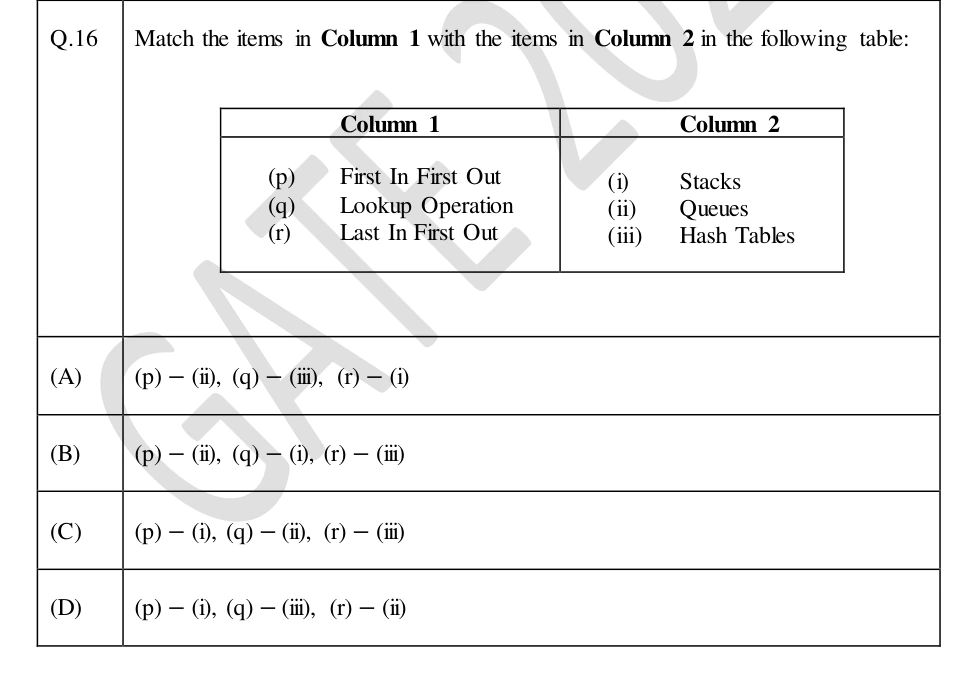 Q.16 Match the items in Column 1 with the items in Column 2 in the following table:
Column 1 Column 2
(p) First In First Out (i) Stacks
(q) Lookup Operation (ii) Queues
(r) Last In First Out (iii) Hash Tables
(A) (p) – (ii), (q) – (iii), (r) – (i)
(B) (p) – (ii), (q) – (i), (r) – (iii)
(C) (p) – (i), (q) – (ii), (r) – (iii)
(D) (p) – (i), (q) – (iii), (r) – (ii)
GATE 202